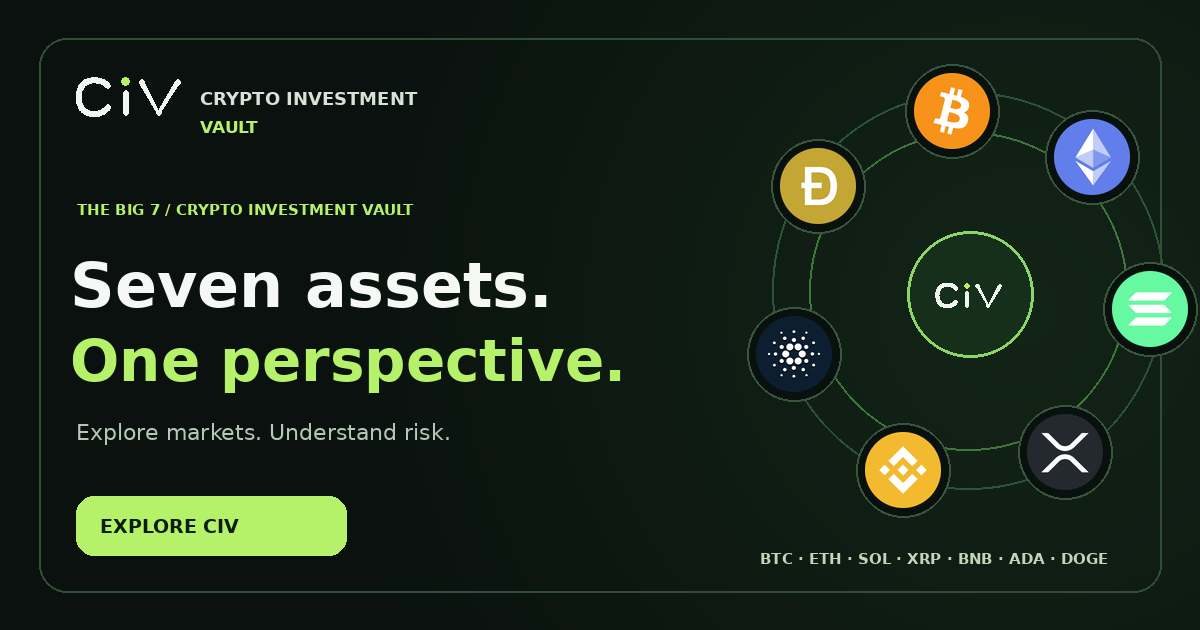 CiV
CRYPTO INVESTMENT
VAULT
THE BIG 7 / CRYPTO INVESTMENT VAULT
Seven assets.
One perspective.
Explore markets. Understand risk.
EXPLORE CIV
CiV
BTC · ETH · SOL · XRP · BNB · ADA · DOGE